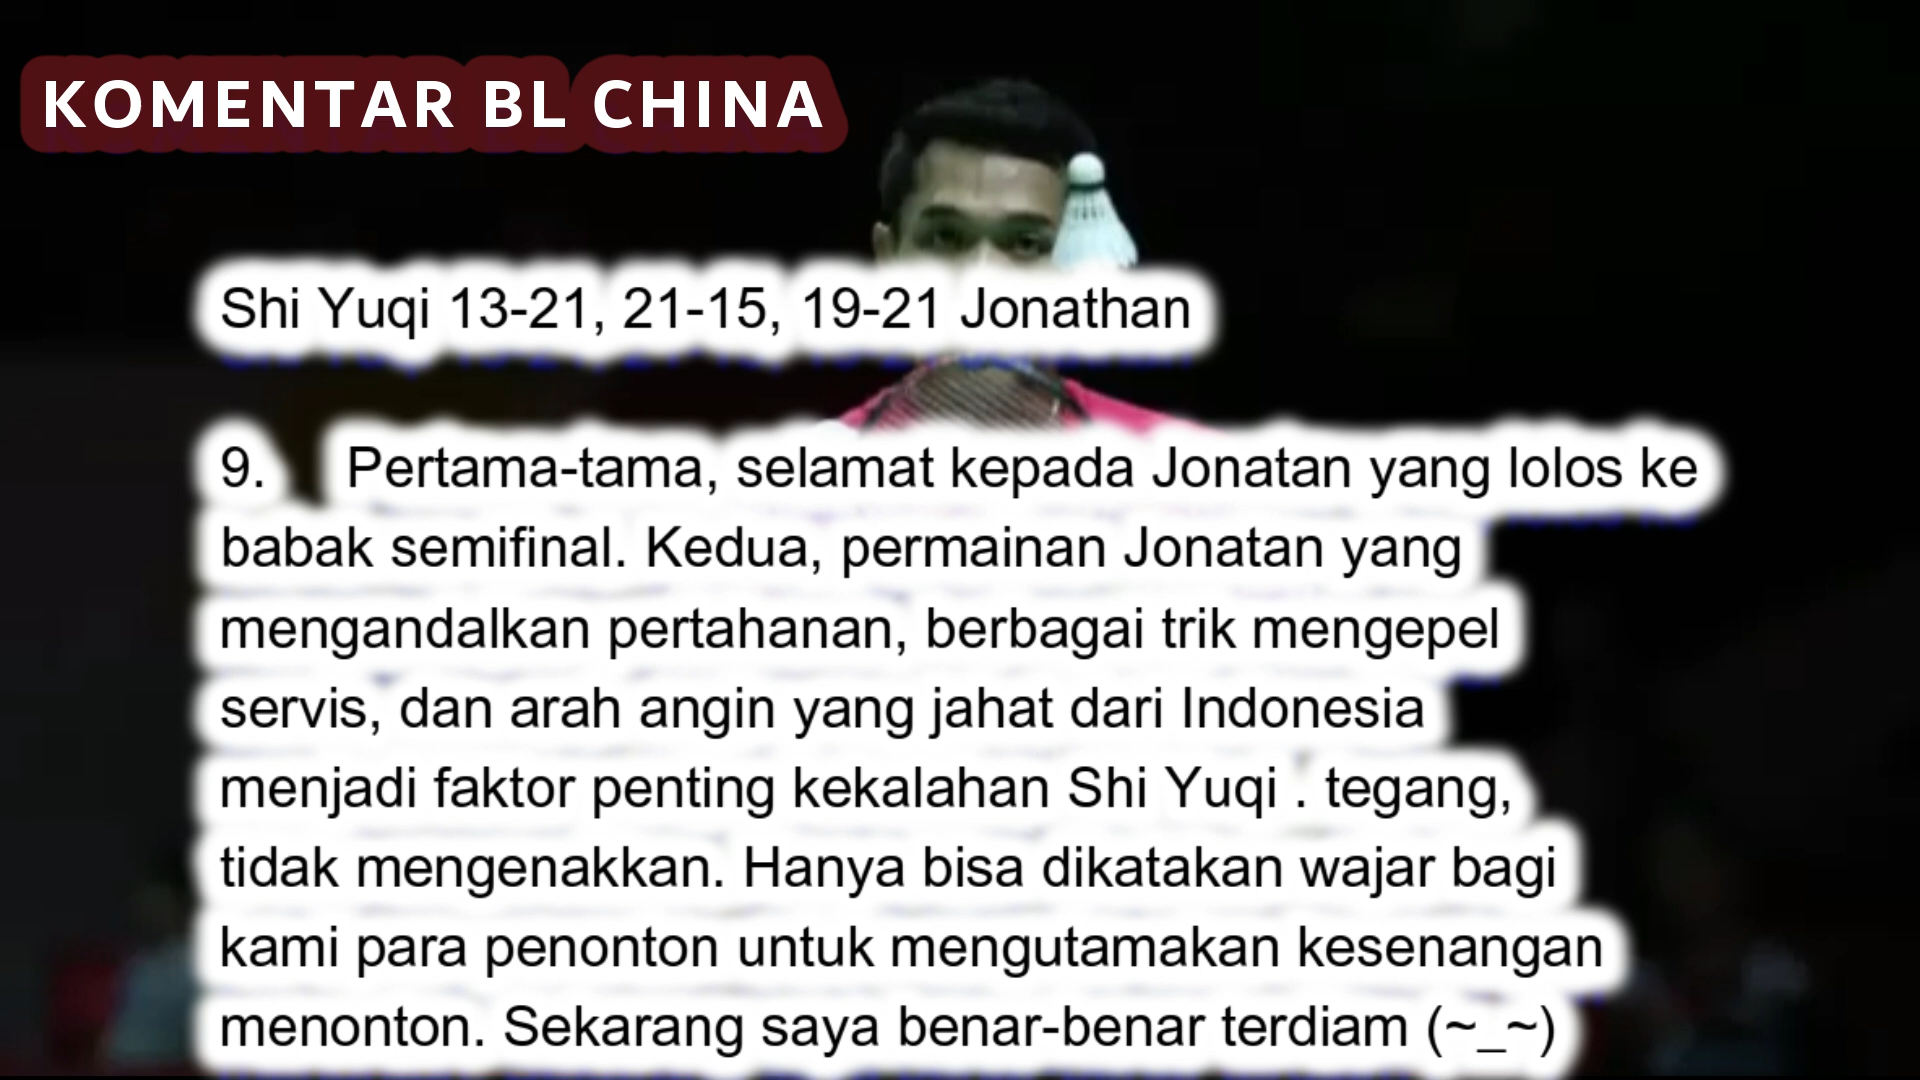 KOMENTAR BL CHINA
Shi Yuqi 13-21, 21-15, 19-21 Jonathan
9. Pertama-tama, selamat kepada Jonatan yang lolos ke
babak semifinal. Kedua, permainan Jonatan yang
mengandalkan pertahanan, berbagai trik mengepel
servis, dan arah angin yang jahat dari Indonesia
menjadi faktor penting kekalahan Shi Yuqi . tegang,
tidak mengenakkan. Hanya bisa dikatakan wajar bagi
kami para penonton untuk mengutamakan kesenangan
menonton. Sekarang saya benar-benar terdiam (~_~)